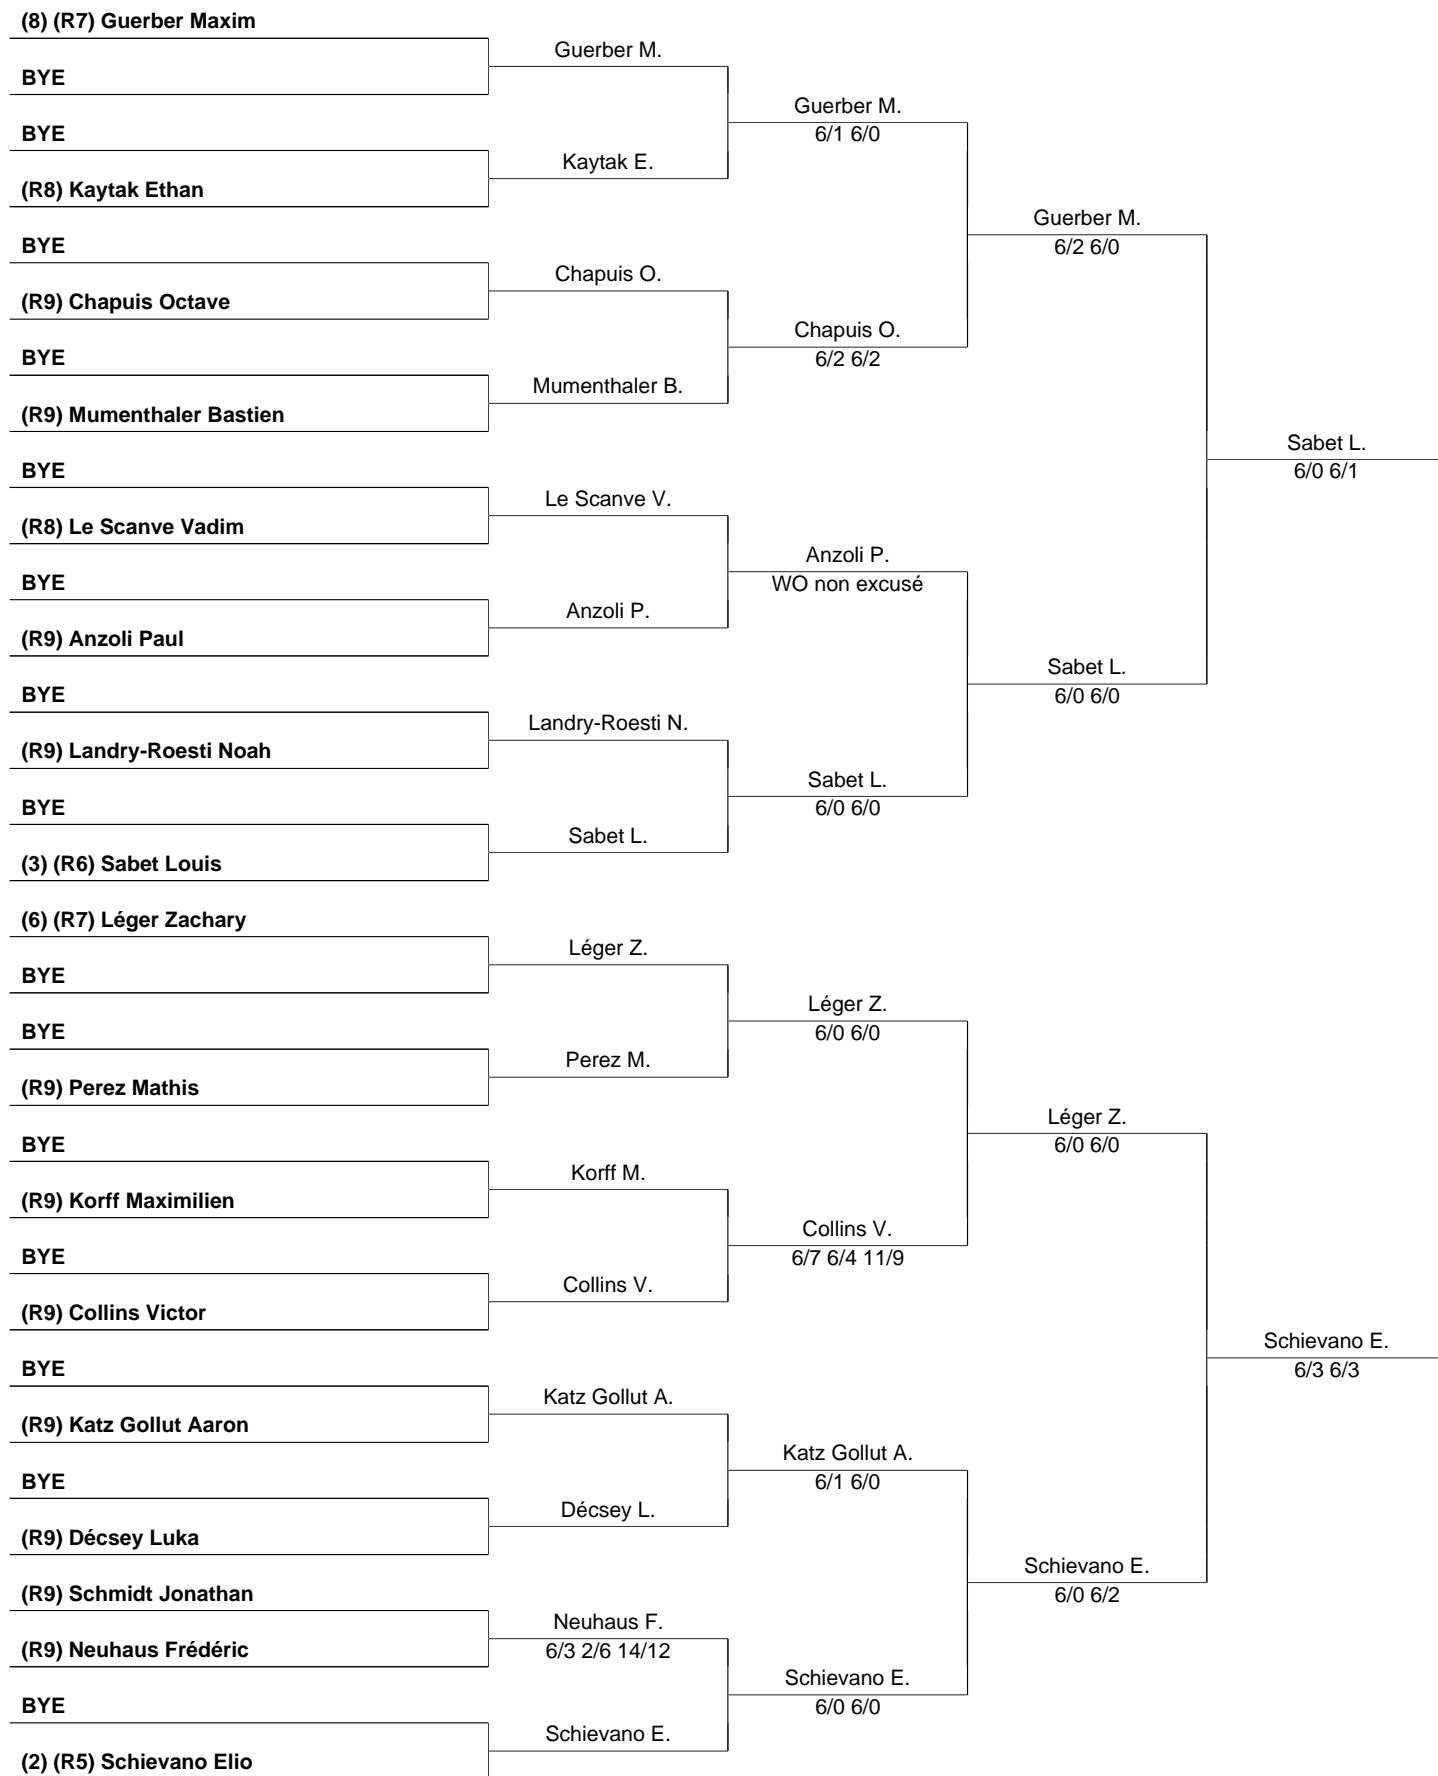 (8) (R7) Guerber Maxim
Guerber M.
BYE
Guerber M.
BYE
6/1 6/0
Kaytak E.
(R8) Kaytak Ethan
Guerber M.
BYE
6/2 6/0
Chapuis O.
(R9) Chapuis Octave
Chapuis O.
BYE
6/2 6/2
Mumenthaler B.
(R9) Mumenthaler Bastien
Sabet L.
BYE
6/0 6/1
Le Scanve V.
(R8) Le Scanve Vadim
Anzoli P.
BYE
WO non excusé
Anzoli P.
(R9) Anzoli Paul
Sabet L.
BYE
6/0 6/0
Landry-Roesti N.
(R9) Landry-Roesti Noah
Sabet L.
BYE
6/0 6/0
Sabet L.
(3) (R6) Sabet Louis
(6) (R7) Léger Zachary
Léger Z.
BYE
Léger Z.
BYE
6/0 6/0
Perez M.
(R9) Perez Mathis
Léger Z.
BYE
6/0 6/0
Korff M.
(R9) Korff Maximilien
Collins V.
BYE
6/7 6/4 11/9
Collins V.
(R9) Collins Victor
Schievano E.
BYE
6/3 6/3
Katz Gollut A.
(R9) Katz Gollut Aaron
Katz Gollut A.
BYE
6/1 6/0
Décsey L.
(R9) Décsey Luka
Schievano E.
(R9) Schmidt Jonathan
6/0 6/2
Neuhaus F.
(R9) Neuhaus Frédéric
6/3 2/6 14/12
Schievano E.
BYE
6/0 6/0
Schievano E.
(2) (R5) Schievano Elio